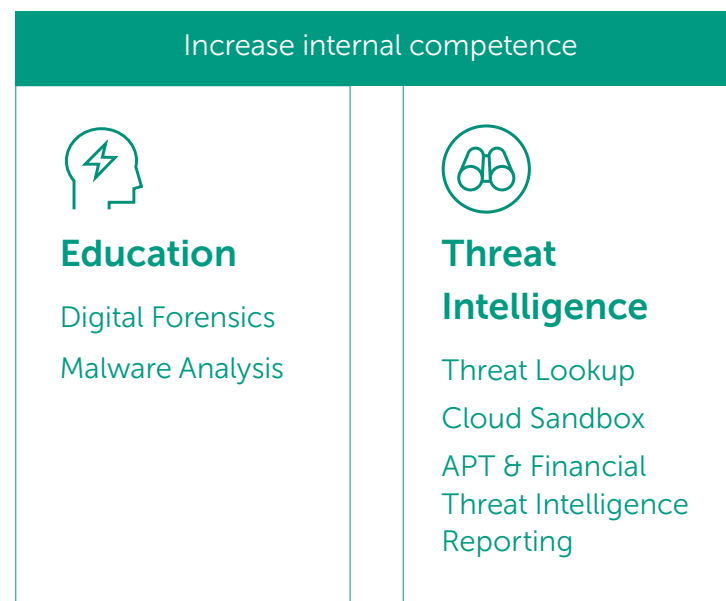 Increase internal competence
Education
Digital Forensics
Malware Analysis
Threat
Intelligence
Threat Lookup
Cloud Sandbox
APT & Financial
Threat Intelligence
Reporting